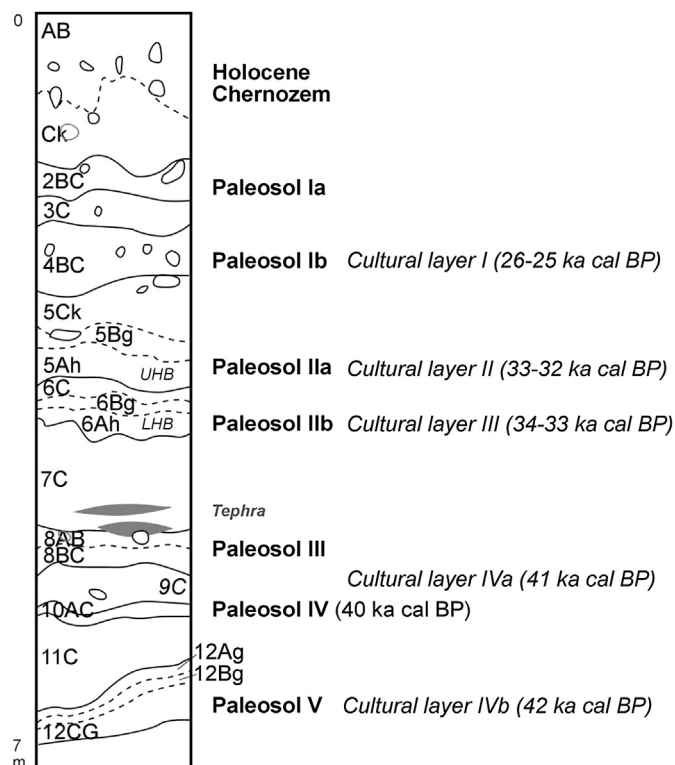 0
AB
Holocene
Chernozem
Ck
2BC
Paleosol Ia
3C
4BC
Paleosol Ib Cultural layer I (26-25 ka cal BP)
5Ck
5Bg
5Ah
UHB
Paleosol IIa Cultural layer II (33-32 ka cal BP)
6C
6Bg
6Ah
LHB
Paleosol IIb Cultural layer III (34-33 ka cal BP)
7C
Tephra
8AB
8BC
Paleosol III
9C
Cultural layer IVa (41 ka cal BP)
10AC
Paleosol IV (40 ka cal BP)
11C
12Ag
12Bg
Paleosol V Cultural layer IVb (42 ka cal BP)
12CG
7
m